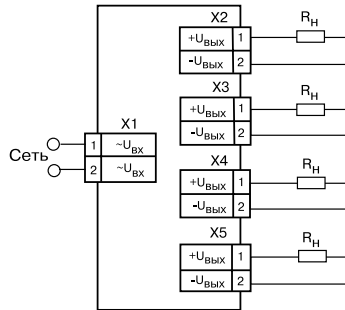 X2
+Uвых 1
-Uвых 2
Rн
X3
+Uвых 1
-Uвых 2
Rн
Сеть
X1
1 ~Uвх
2 ~Uвх
X4
+Uвых 1
-Uвых 2
Rн
X5
+Uвых 1
-Uвых 2
Rн